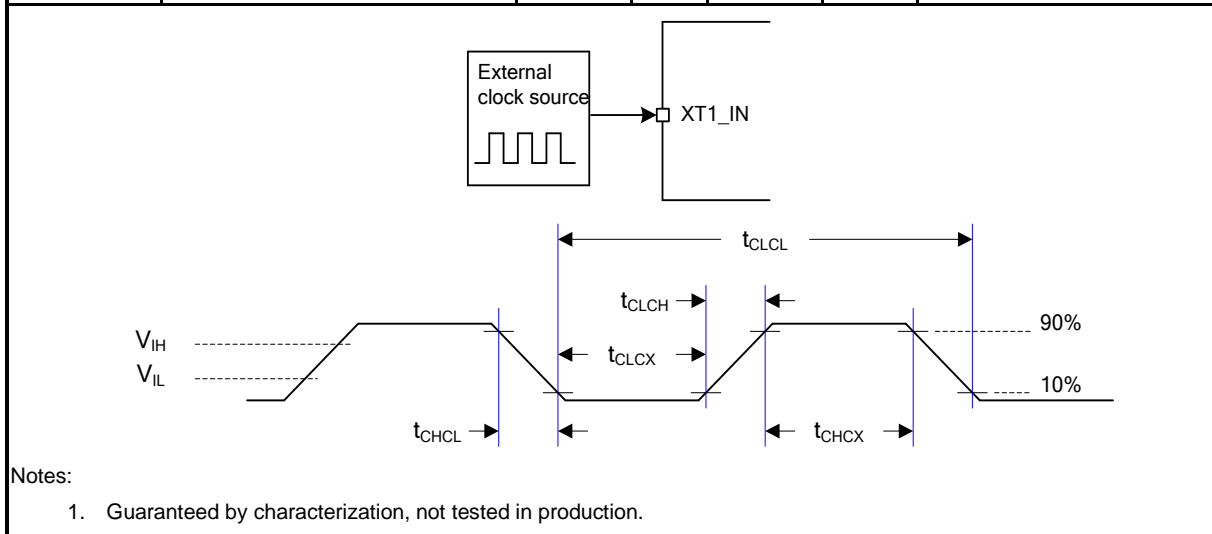 External
clock source
XT1_IN
tCLCL
tCLCH
90%
VIH
tCLCX
VIL
10%
tCHCL
tCHCX
Notes:
1. Guaranteed by characterization, not tested in production.